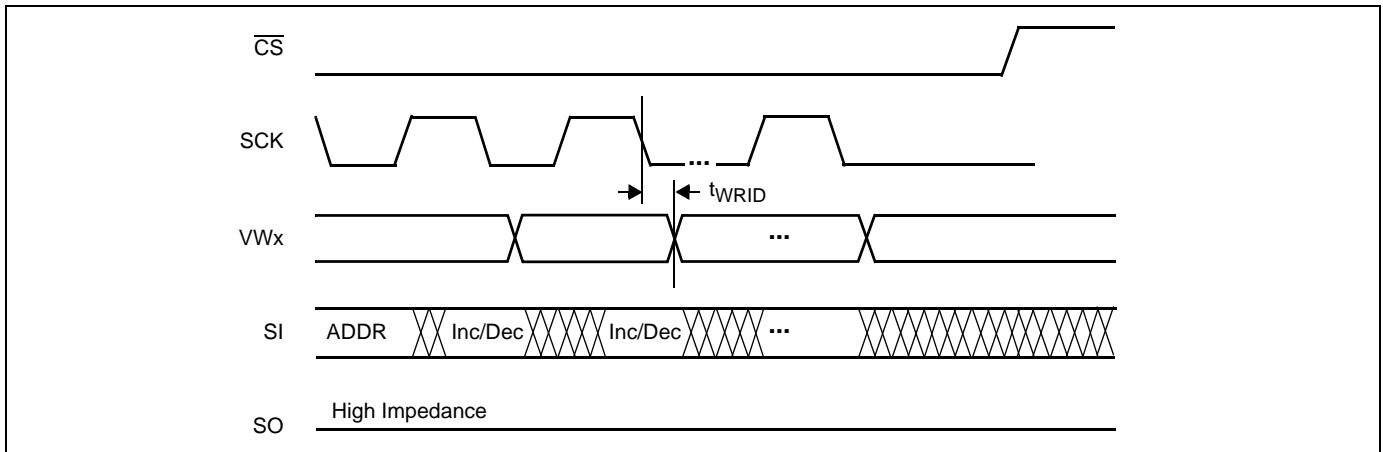 CS
SCK
...
tWRID
VWx
...
SI ADDR Inc/Dec Inc/Dec ...
High Impedance
SO